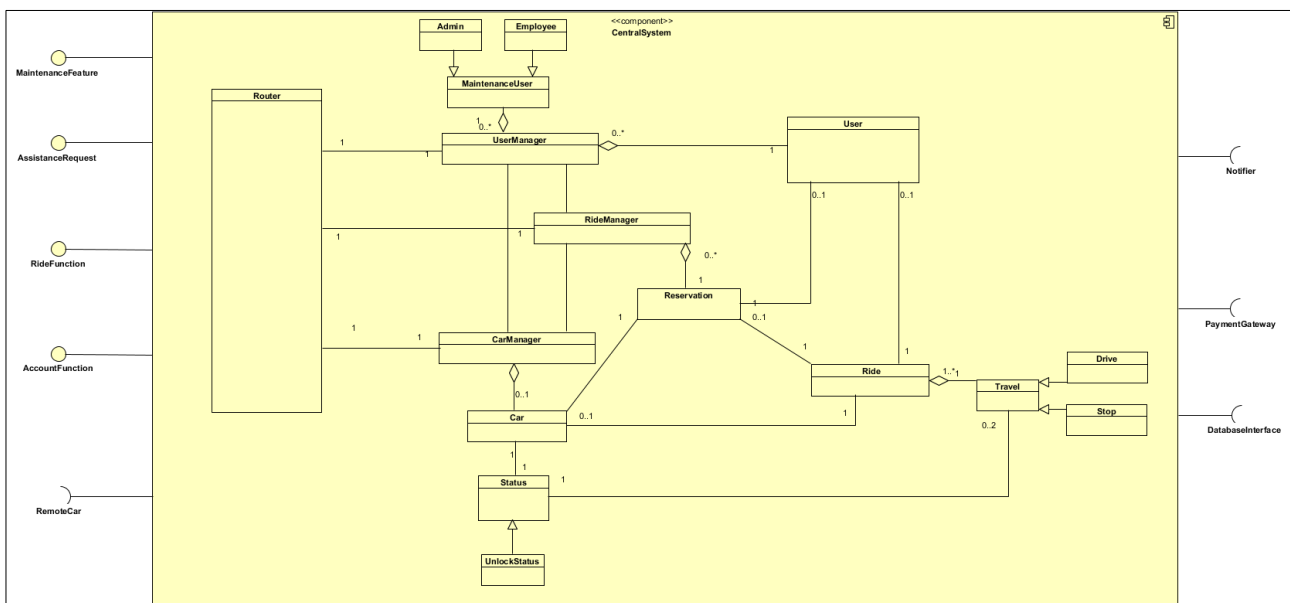 <<component>>
CentralSystem
Admin
Employee
MaintenanceUser
MaintenanceFeature
Router
1
0..*
UserManager
0..*
User
1
1
1
AssistanceRequest
Notifier
0..1
0..1
RideManager
1
1
0..*
RideFunction
1
Reservation
1
1
0..1
PaymentGateway
1
1
CarManager
1
1
AccountFunction
Ride
1..*
1
Travel
Drive
Stop
0..1
0..1
Car
1
0..2
DatabaseInterface
1
1
Status
1
RemoteCar
UnlockStatus